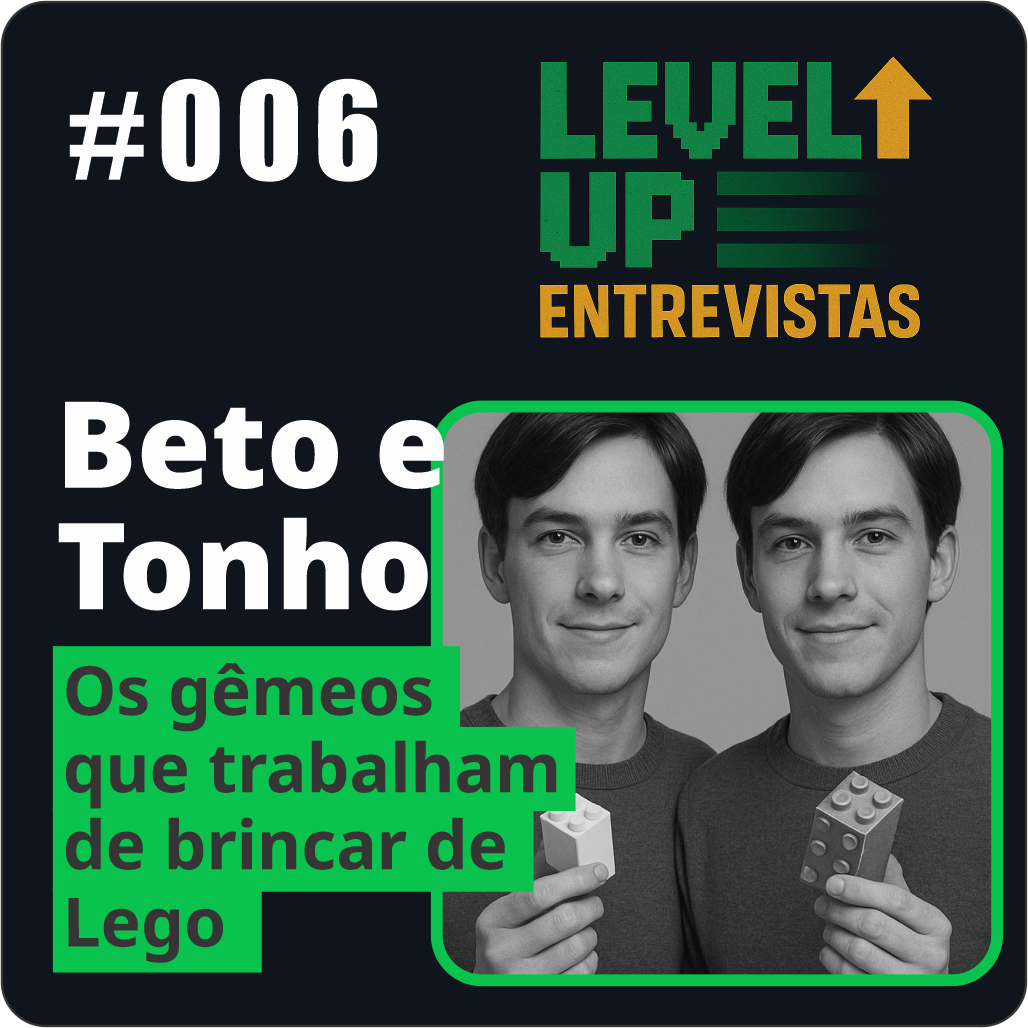 #006
LEVEL
UP
ENTREVISTAS
Beto e
Tonho
Os gêmeos
que trabalham
de brincar de
Lego